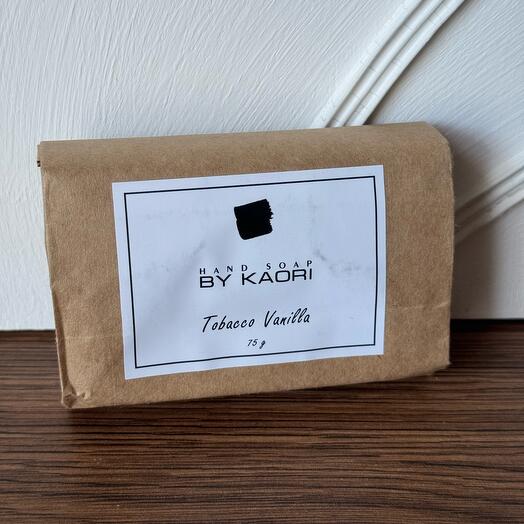 HAND SOAP
BY KAORI
Tobacco Vanilla
75 g